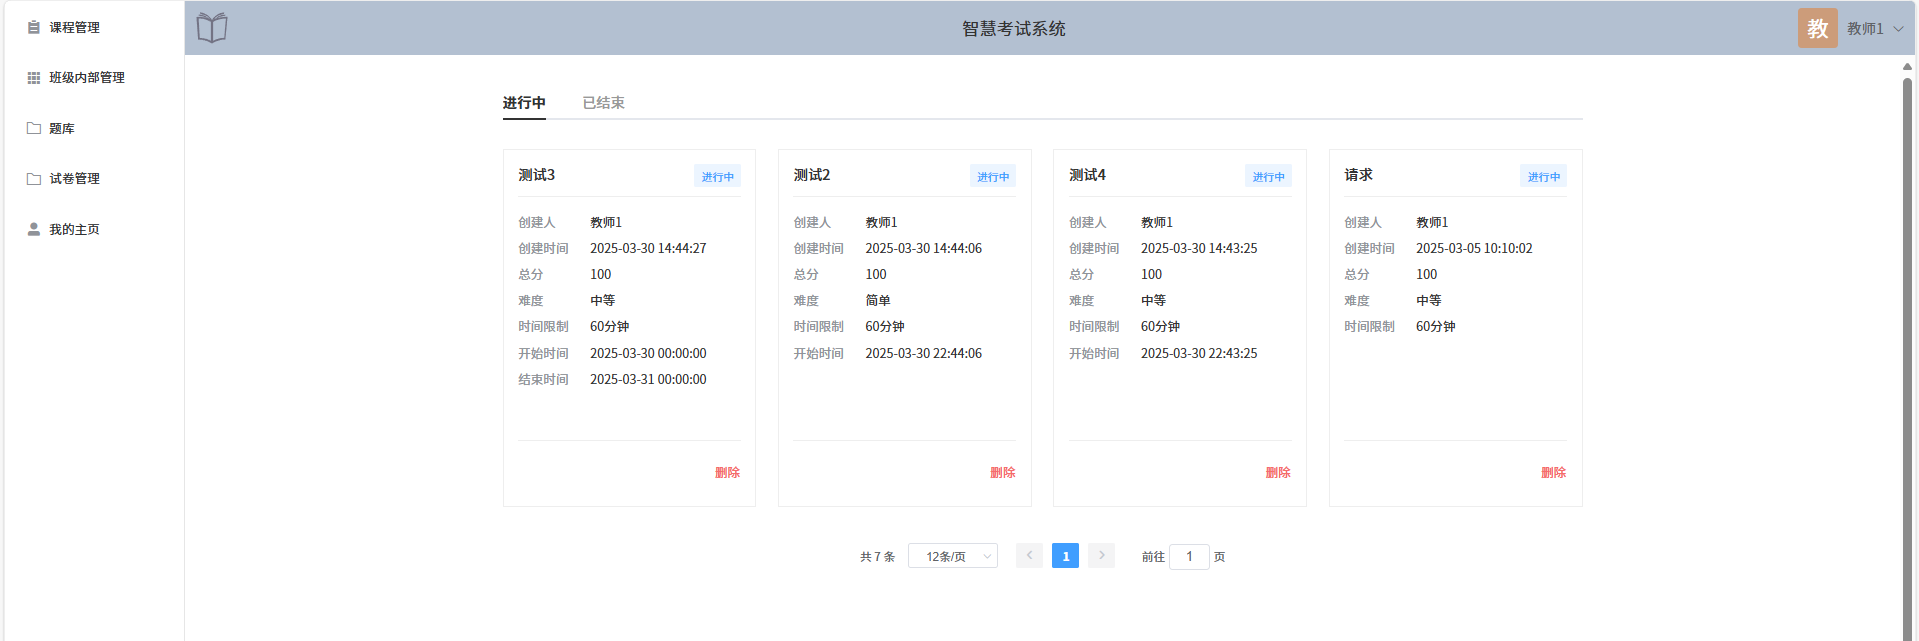 课程管理
班级内部管理
题库
试卷管理
我的主页
智慧考试系统
教 教师1
进行中 已结束
测试3 进行中
创建人 教师1
创建时间 2025-03-30 14:44:27
总分 100
难度 中等
时间限制 60分钟
开始时间 2025-03-30 00:00:00
结束时间 2025-03-31 00:00:00
删除
测试2 进行中
创建人 教师1
创建时间 2025-03-30 14:44:06
总分 100
难度 简单
时间限制 60分钟
开始时间 2025-03-30 22:44:06
删除
测试4 进行中
创建人 教师1
创建时间 2025-03-30 14:43:25
总分 100
难度 中等
时间限制 60分钟
开始时间 2025-03-30 22:43:25
删除
请求 进行中
创建人 教师1
创建时间 2025-03-05 10:10:02
总分 100
难度 中等
时间限制 60分钟
删除
共 7 条 12条/页 1 前往 1 页